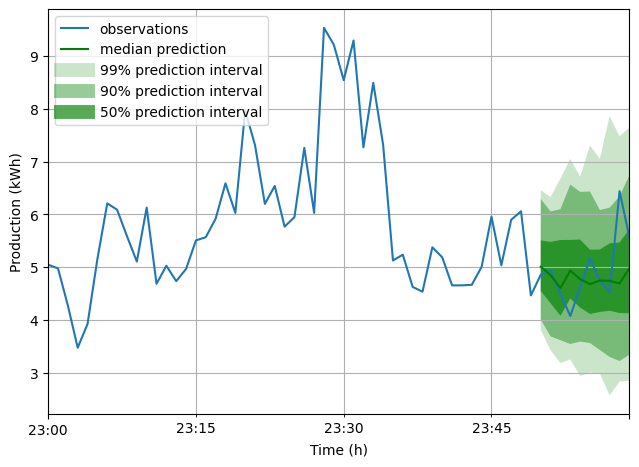 observations
median prediction
99% prediction interval
90% prediction interval
50% prediction interval
9
8
7
6
5
4
3
Production (kWh)
23:00
23:15
23:30
23:45
Time (h)